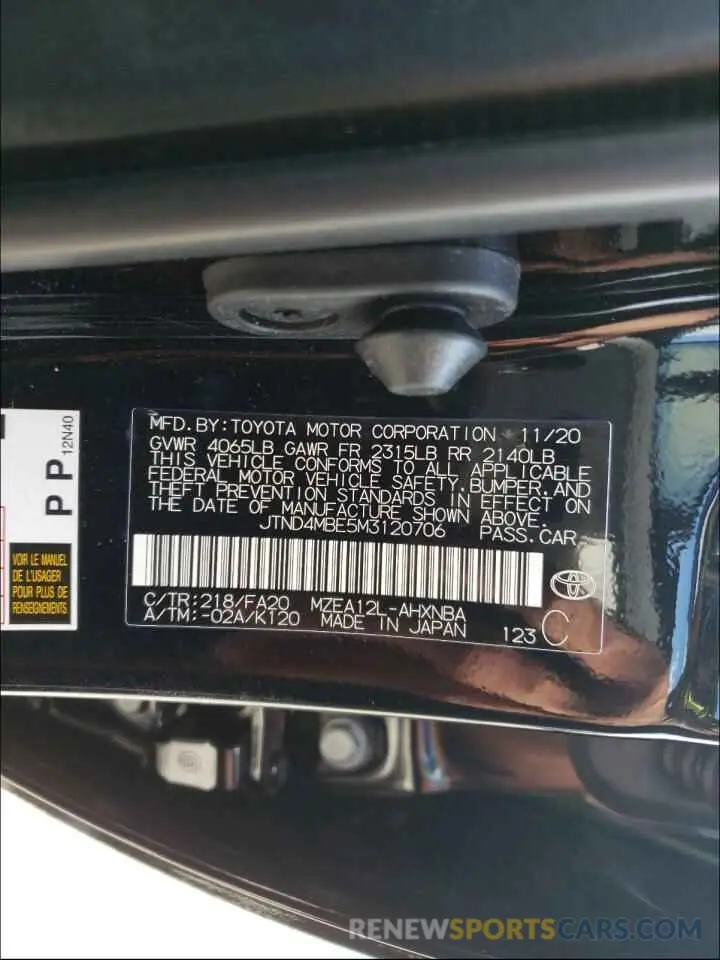 MFD.BY:TOYOTA MOTOR CORPORATION 11/20
GVWR 4065LB GAWR FR 2315LB RR 2140LB
THIS VEHICLE CONFORMS TO ALL APPLICABLE
FEDERAL MOTOR VEHICLE SAFETY,BUMPER,AND
THEFT PREVENTION STANDARDS IN EFFECT ON
THE DATE OF MANUFACTURE SHOWN ABOVE.
JTND4MBE5M3120706 PASS.CAR
C/TR:218/FA20 MZEA12L-AHXNBA
A/TM:-02A/K120 MADE IN JAPAN 123 C
PP
12N40
VOIR LE MANUEL
DE L'USAGER
POUR PLUS DE
RENSEIGNEMENTS
RENEWSPORTSCARS.COM